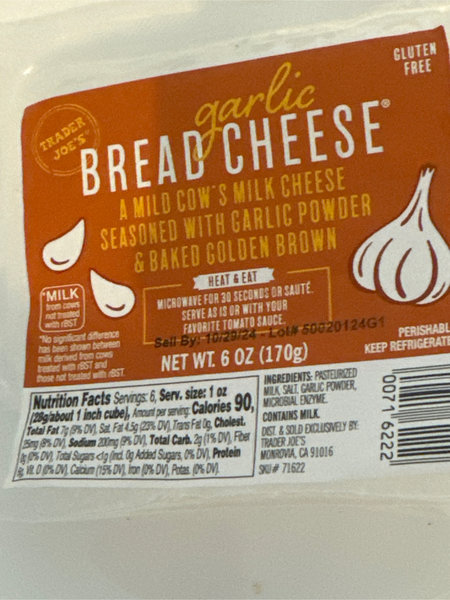 GLUTEN
FREE
TRADER
JOE'S®
garlic
BREAD CHEESE®
A MILD COW'S MILK CHEESE
SEASONED WITH GARLIC POWDER
& BAKED GOLDEN BROWN
HEAT & EAT
MICROWAVE FOR 30 SECONDS OR SAUTÉ.
SERVE AS IS OR WITH YOUR
FAVORITE TOMATO SAUCE.
*MILK
from cows
not treated
with rBST
*No significant difference
has been shown between
milk derived from cows
treated with rBST and
those not treated with rBST.
Sell By: 10/29/24 - Lot# 50020124G1
NET WT. 6 OZ (170g)
PERISHABL
KEEP REFRIGERATE
Nutrition Facts Servings: 6, Serv. size: 1 oz
(28g/about 1 inch cube), Amount per serving: Calories 90,
Total Fat 7g (9% DV), Sat. Fat 4.5g (23% DV), Trans Fat 0g, Cholest.
25mg (8% DV), Sodium 200mg (9% DV), Total Carb. 2g (1% DV), Fiber
0g (0% DV), Total Sugars <1g (Incl. 0g Added Sugars, 0% DV), Protein
Vit. D (0% DV), Calcium (15% DV), Iron (0% DV), Potas. (0% DV).
INGREDIENTS: PASTEURIZED
MILK, SALT, GARLIC POWDER,
MICROBIAL ENZYME.
CONTAINS MILK.
DIST. & SOLD EXCLUSIVELY BY:
TRADER JOE'S
MONROVIA, CA 91016
SKU# 71622
0071 6222